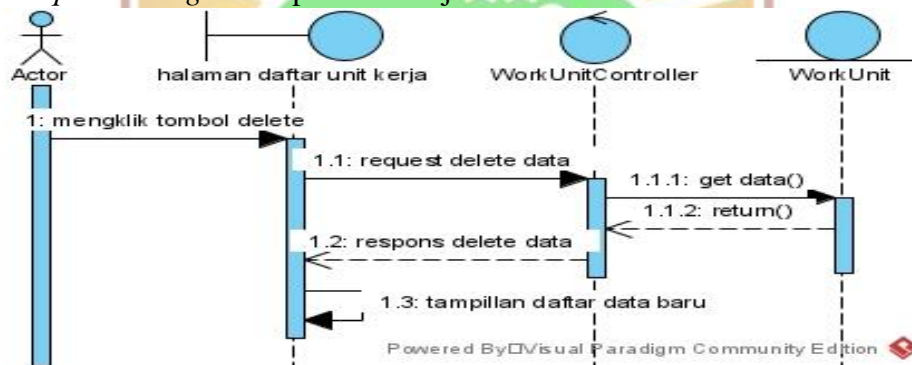 Actor
halaman daftar unit kerja
WorkUnitController
WorkUnit
1: mengklik tombol delete
1.1: request delete data
1.1.1: get data()
1.1.2: return()
1.2: respons delete data
1.3: tampillan daftar data baru
Powered By Visual Paradigm Community Edition